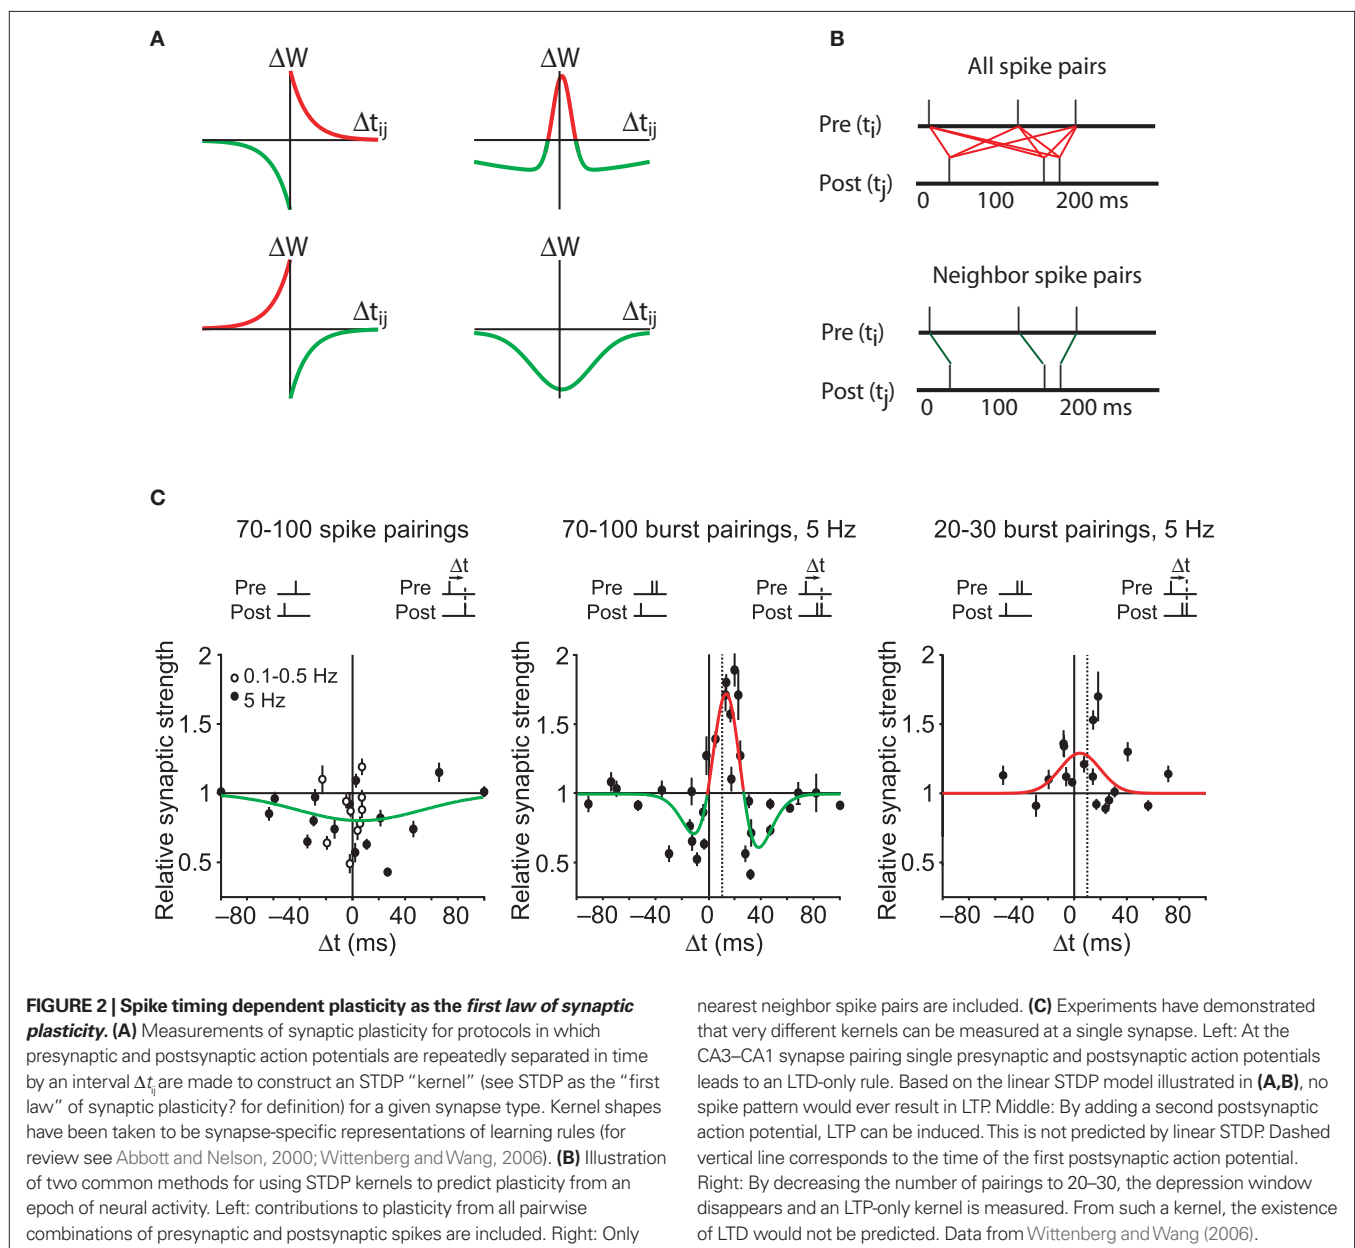 A
ΔW
Δtij
ΔW
Δtij
ΔW
Δtij
ΔW
Δtij
B
All spike pairs
Pre (ti)
Post (tj)
0 100 200 ms
Neighbor spike pairs
Pre (ti)
Post (tj)
0 100 200 ms
C
70-100 spike pairings
Δt
Pre Pre
Post Post
Relative synaptic strength
2
1.5
1
0.5
0.1-0.5 Hz
5 Hz
−80 −40 0 40 80
Δt (ms)
70-100 burst pairings, 5 Hz
Δt
Pre Pre
Post Post
Relative synaptic strength
2
1.5
1
0.5
−80 −40 0 40 80
Δt (ms)
20-30 burst pairings, 5 Hz
Δt
Pre Pre
Post Post
Relative synaptic strength
2
1.5
1
0.5
−80 −40 0 40 80
Δt (ms)
FIGURE 2 | Spike timing dependent plasticity as the first law of synaptic
plasticity. (A) Measurements of synaptic plasticity for protocols in which
presynaptic and postsynaptic action potentials are repeatedly separated in time
by an interval Δtij are made to construct an STDP “kernel” (see STDP as the “first
law” of synaptic plasticity? for definition) for a given synapse type. Kernel shapes
have been taken to be synapse-specific representations of learning rules (for
review see Abbott and Nelson, 2000; Wittenberg and Wang, 2006). (B) Illustration
of two common methods for using STDP kernels to predict plasticity from an
epoch of neural activity. Left: contributions to plasticity from all pairwise
combinations of presynaptic and postsynaptic spikes are included. Right: Only
nearest neighbor spike pairs are included. (C) Experiments have demonstrated
that very different kernels can be measured at a single synapse. Left: At the
CA3–CA1 synapse pairing single presynaptic and postsynaptic action potentials
leads to an LTD-only rule. Based on the linear STDP model illustrated in (A,B), no
spike pattern would ever result in LTP. Middle: By adding a second postsynaptic
action potential, LTP can be induced. This is not predicted by linear STDP. Dashed
vertical line corresponds to the time of the first postsynaptic action potential.
Right: By decreasing the number of pairings to 20–30, the depression window
disappears and an LTP-only kernel is measured. From such a kernel, the existence
of LTD would not be predicted. Data from Wittenberg and Wang (2006).